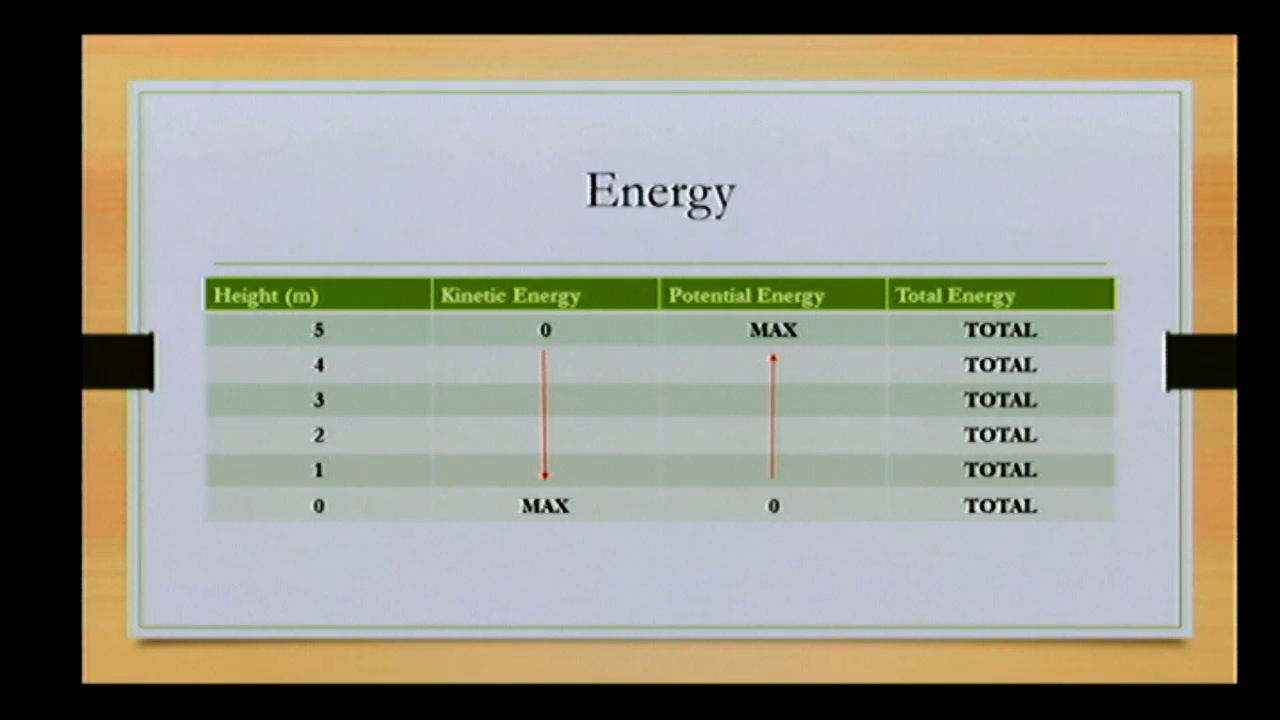 Energy
Height (m) Kinetic Energy Potential Energy Total Energy
5 0 MAX TOTAL
4 TOTAL
3 TOTAL
2 TOTAL
1 TOTAL
0 MAX 0 TOTAL